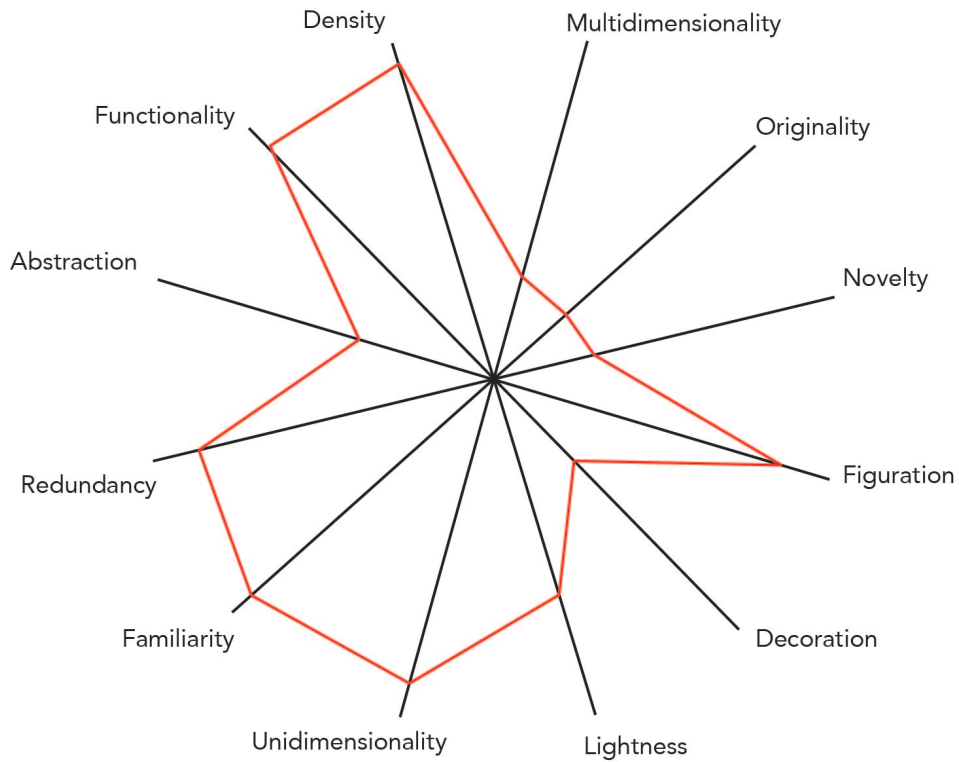 Density
Multidimensionality
Functionality
Originality
Abstraction
Novelty
Redundancy
Figuration
Familiarity
Decoration
Unidimensionality
Lightness